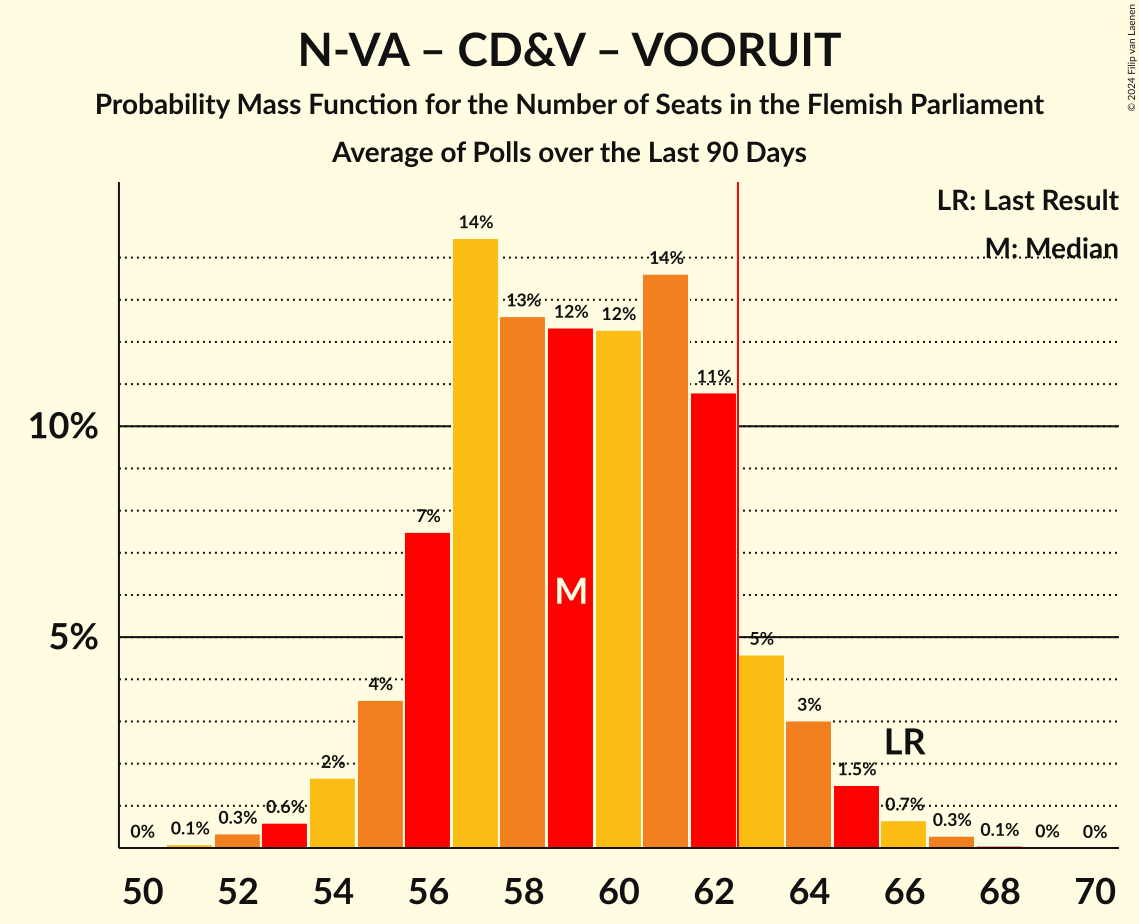 N-VA – CD&V – VOORUIT
Probability Mass Function for the Number of Seats in the Flemish Parliament
Average of Polls over the Last 90 Days
© 2024 Filip van Laenen
LR: Last Result
M: Median
14%
14%
13%
12%
12%
11%
10%
7%
M
5%
5%
4%
3%
LR
2%
1.5%
0%
0.1%
0.3%
0.6%
0.7%
0.3%
0.1%
0%
0%
50 52 54 56 58 60 62 64 66 68 70